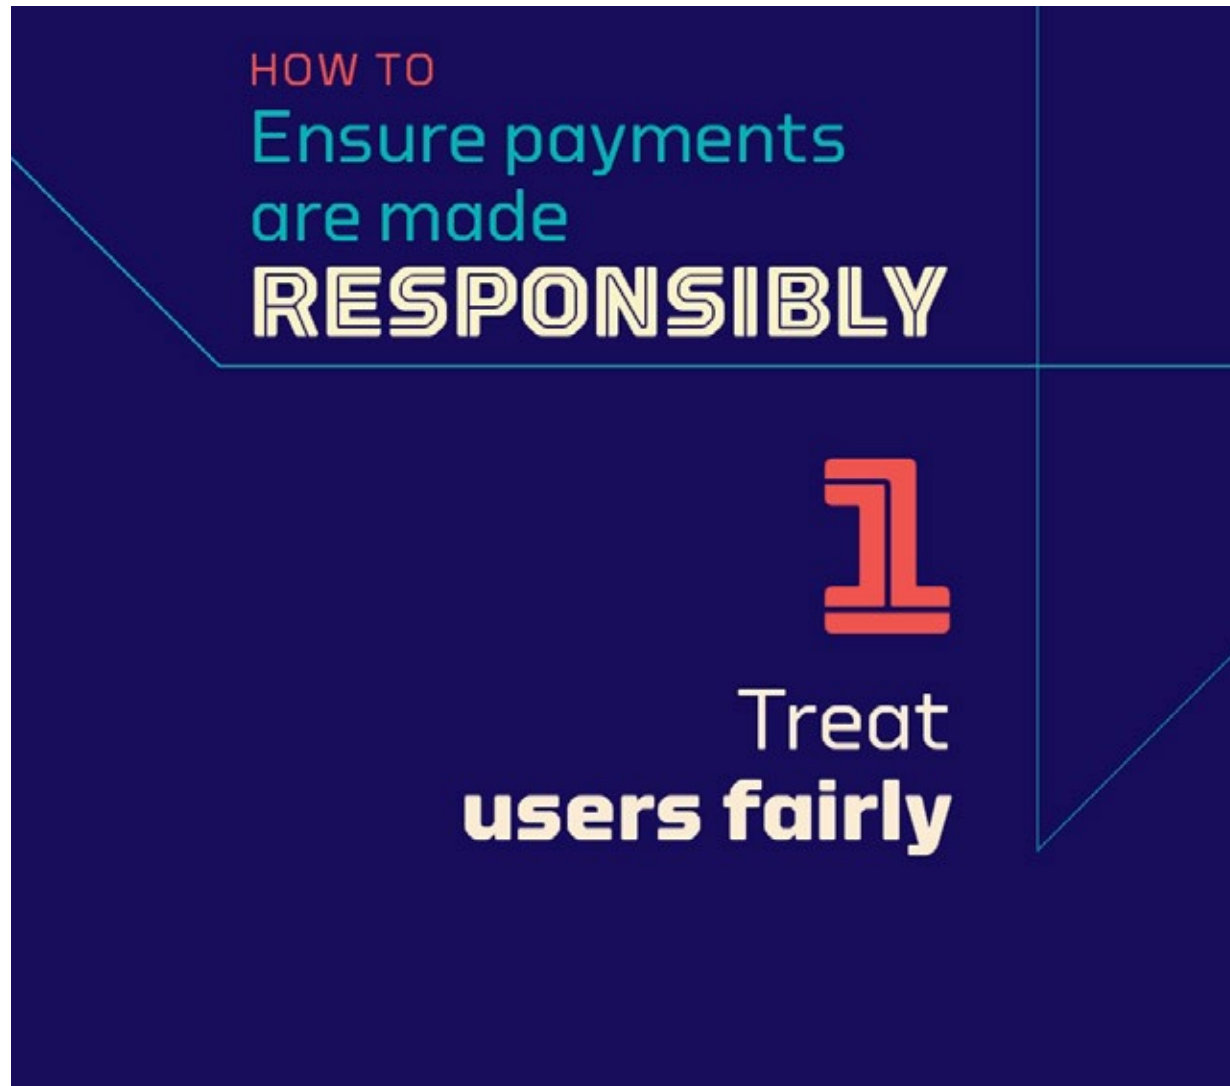 HOW TO
Ensure payments
are made
RESPONSIBLY
1
Treat
users fairly